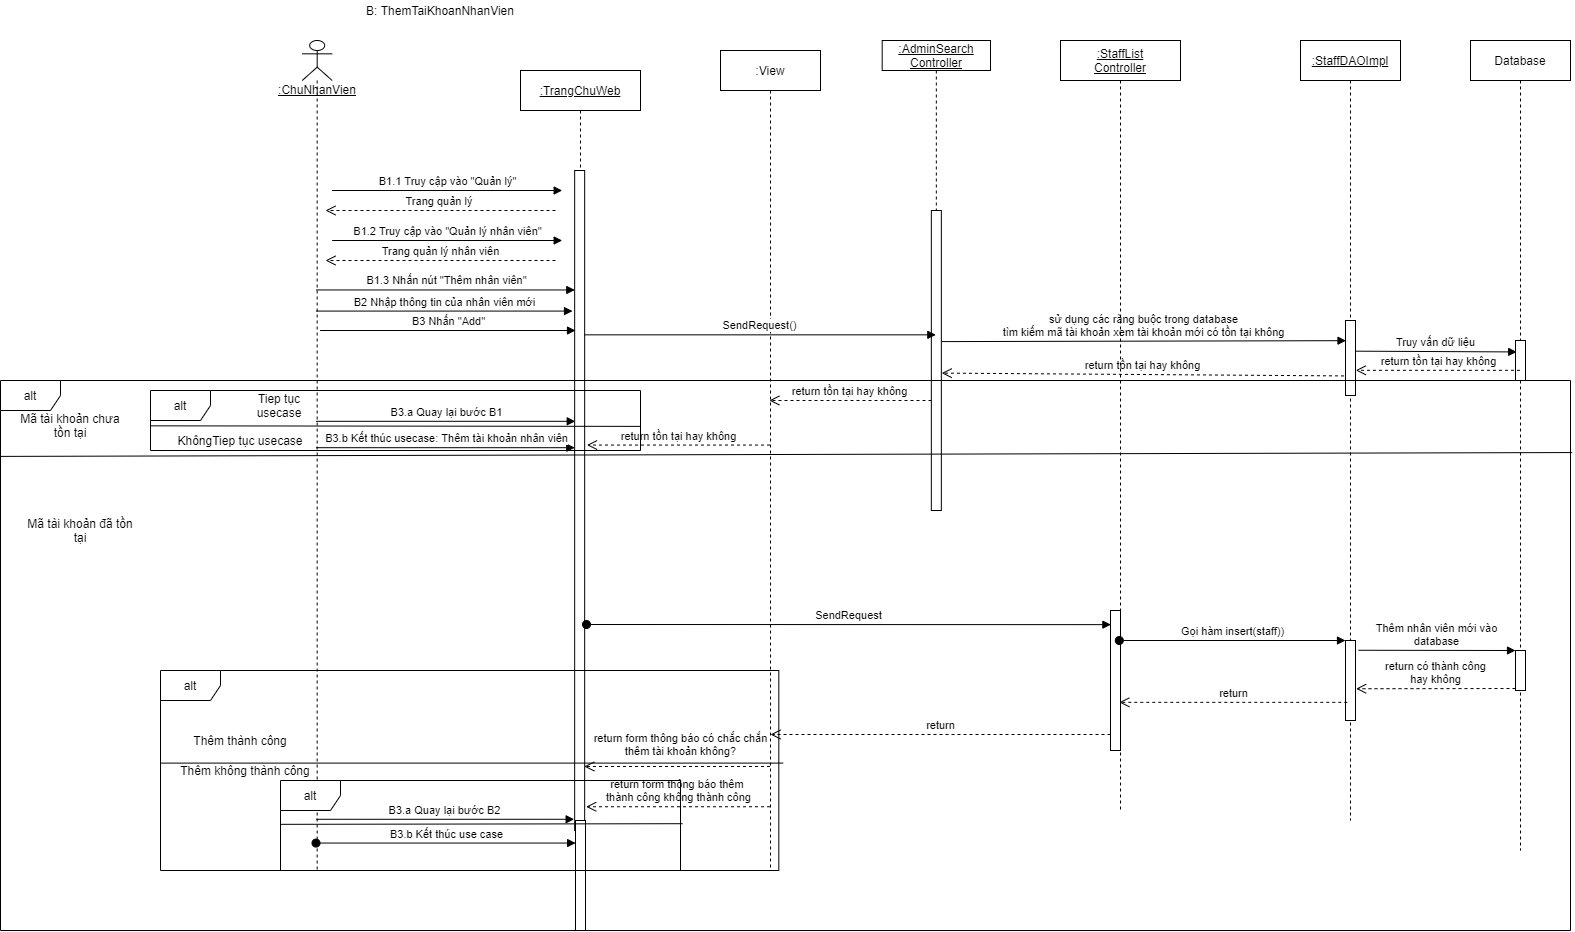 B: ThemTaiKhoanNhanVien
:ChuNhanVien
:TrangChuWeb
:View
:AdminSearch
Controller
:StaffList
Controller
:StaffDAOImpl
Database
B1.1 Truy cập vào "Quản lý"
Trang quản lý
B1.2 Truy cập vào "Quản lý nhân viên"
Trang quản lý nhân viên
B1.3 Nhấn nút "Thêm nhân viên"
B2 Nhập thông tin của nhân viên mới
B3 Nhấn "Add"
SendRequest()
sử dụng các ràng buộc trong database
tìm kiếm mã tài khoản xem tài khoản mới có tồn tại không
Truy vấn dữ liệu
return tồn tại hay không
return tồn tại hay không
return tồn tại hay không
alt
Mã tài khoản chưa
tồn tại
alt
Tiep tục
usecase
B3.a Quay lại bước B1
KhôngTiep tục usecase
B3.b Kết thúc usecase: Thêm tài khoản nhân viên
return tồn tại hay không
Mã tài khoản đã tồn
tại
SendRequest
Gọi hàm insert(staff))
Thêm nhân viên mới vào
database
return có thành công
hay không
return
return
alt
Thêm thành công
return form thông báo có chắc chắn
thêm tài khoản không?
Thêm không thành công
alt
return form thông báo thêm
thành công không thành công
B3.a Quay lại bước B2
B3.b Kết thúc use case